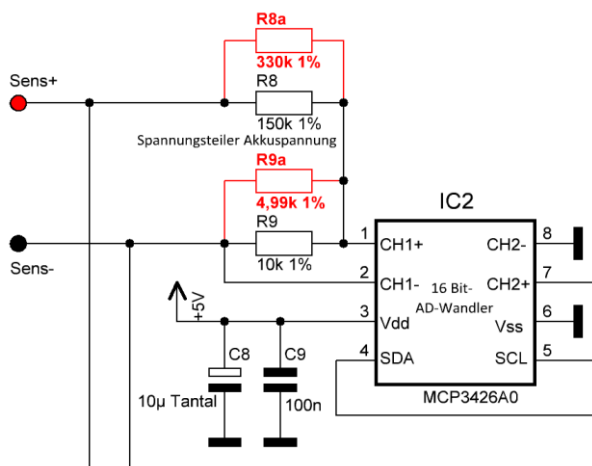 R8a
330k 1%
Sens+
R8
150k 1%
Spannungsteiler Akkuspannung
R9a
4,99k 1%
IC2
R9
1
CH1+
CH2-
8
Sens-
10k 1%
2
CH1-
16 Bit-
CH2+
7
AD-Wandler
+5V
3
Vdd
Vss
6
C8
C9
4
SDA
SCL
5
10µ Tantal
100n
MCP3426A0